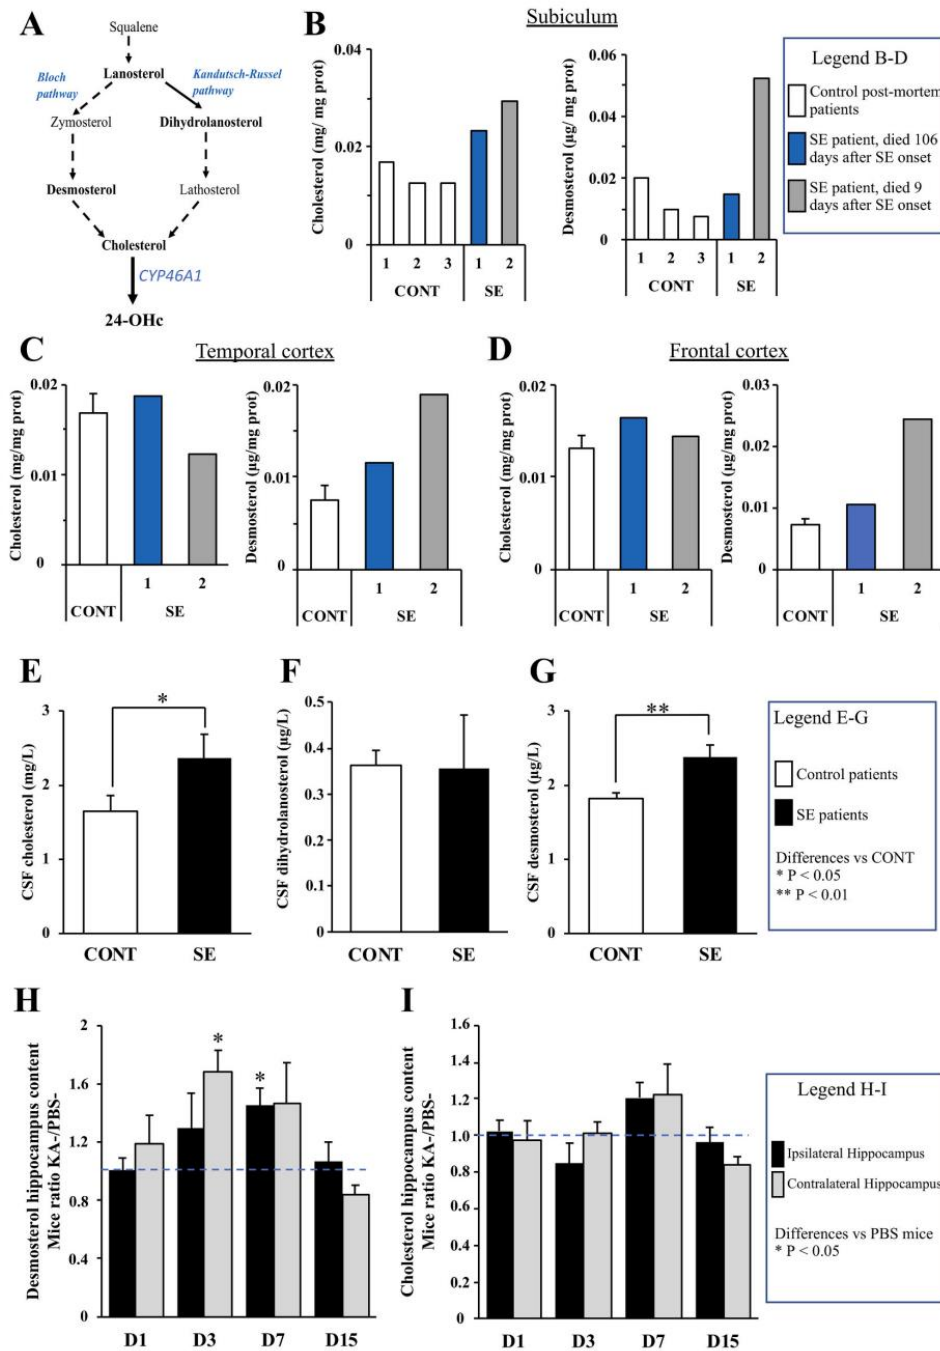 A
Squalene
Lanosterol
Bloch
pathway
Kandutsch-Russel
pathway
Zymosterol
Dihydrolanosterol
Desmosterol
Lathosterol
Cholesterol
CYP46A1
24-OHc
B
Subiculum
Cholesterol (mg/ mg prot)
0.04
0.02
0
1 2 3 1 2
CONT SE
Desmosterol (µg/ mg prot)
0.06
0.04
0.02
0
1 2 3 1 2
CONT SE
Legend B-D
Control post-mortem
patients
SE patient, died 106
days after SE onset
SE patient, died 9
days after SE onset
C
Temporal cortex
Cholesterol (mg/mg prot)
0.02
0.01
0
1 2
CONT SE
Desmosterol (µg/mg prot)
0.02
0.01
0
1 2
CONT SE
D
Frontal cortex
Cholesterol (mg/mg prot)
0.02
0.01
0
1 2
CONT SE
Desmosterol (µg/mg prot)
0.03
0.02
0.01
0
1 2
CONT SE
E
CSF cholesterol (mg/L)
3
2
1
0
*
CONT SE
F
CSF dihydrolanosterol (µg/L)
0.5
0.4
0.3
0.2
0.1
0
CONT SE
G
CSF desmosterol (µg/L)
3
2
1
0
**
CONT SE
Legend E-G
Control patients
SE patients
Differences vs CONT
* P < 0.05
** P < 0.01
H
Desmosterol hippocampus content
Mice ratio KA-/PBS-
2
1.6
1.2
0.8
0.4
0
*
*
D1 D3 D7 D15
I
Cholesterol hippocampus content
Mice ratio KA-/PBS-
1.6
1.4
1.2
1.0
0.8
0.6
0.4
0.2
0
D1 D3 D7 D15
Legend H-I
Ipsilateral Hippocampus
Contralateral Hippocampus
Differences vs PBS mice
* P < 0.05